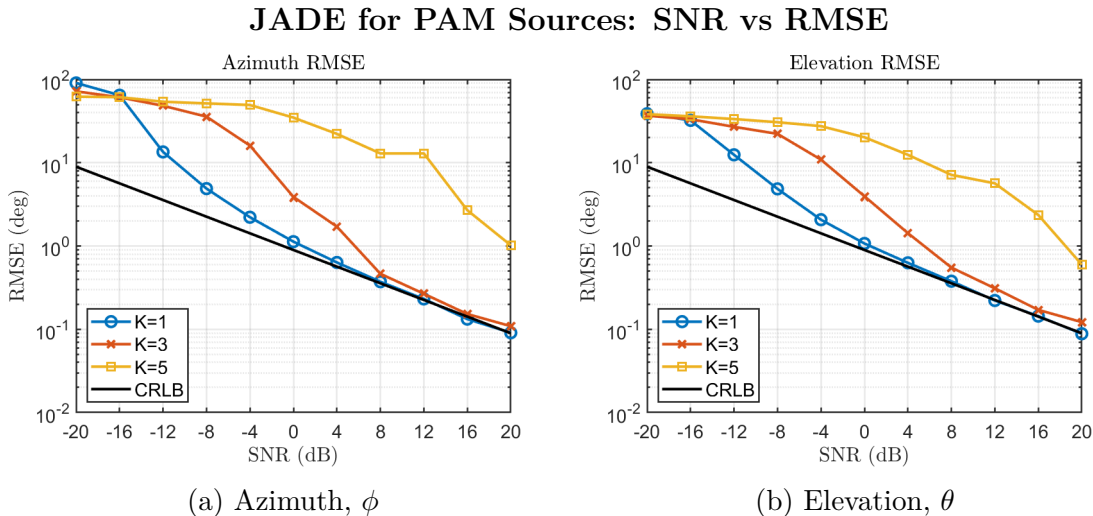 JADE for PAM Sources: SNR vs RMSE
Azimuth RMSE
RMSE (deg)
10^2
10^1
10^0
10^-1
10^-2
K=1
K=3
K=5
CRLB
-20 -16 -12 -8 -4 0 4 8 12 16 20
SNR (dB)
(a) Azimuth, ϕ
Elevation RMSE
RMSE (deg)
10^2
10^1
10^0
10^-1
10^-2
K=1
K=3
K=5
CRLB
-20 -16 -12 -8 -4 0 4 8 12 16 20
SNR (dB)
(b) Elevation, θ